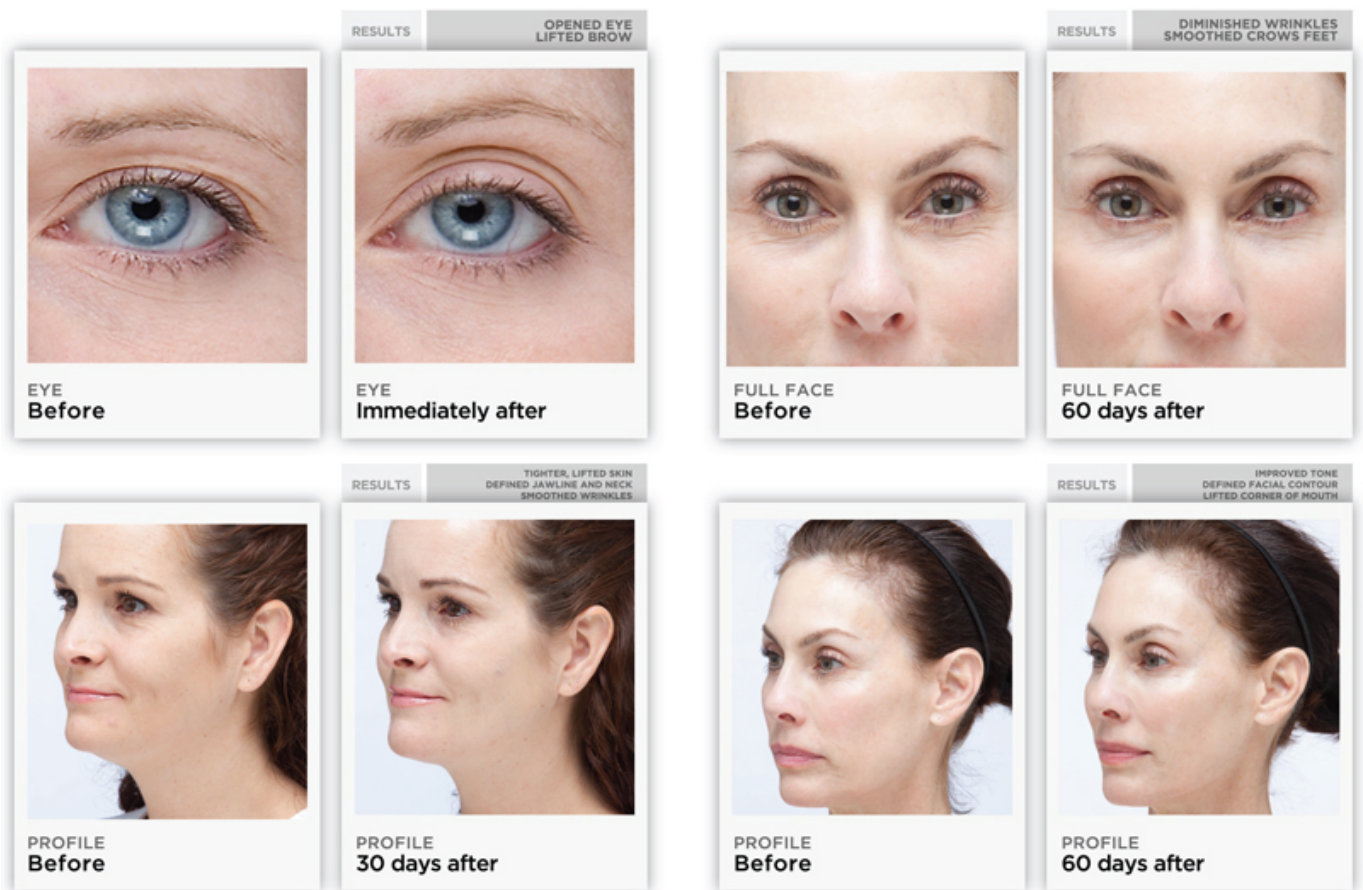 RESULTS
OPENED EYE
LIFTED BROW
RESULTS
DIMINISHED WRINKLES
SMOOTHED CROWS FEET
EYE
Before
EYE
Immediately after
FULL FACE
Before
FULL FACE
60 days after
RESULTS
TIGHTER, LIFTED SKIN
DEFINED JAWLINE AND NECK
SMOOTHED WRINKLES
RESULTS
IMPROVED TONE
DEFINED FACIAL CONTOUR
LIFTED CORNER OF MOUTH
PROFILE
Before
PROFILE
30 days after
PROFILE
Before
PROFILE
60 days after